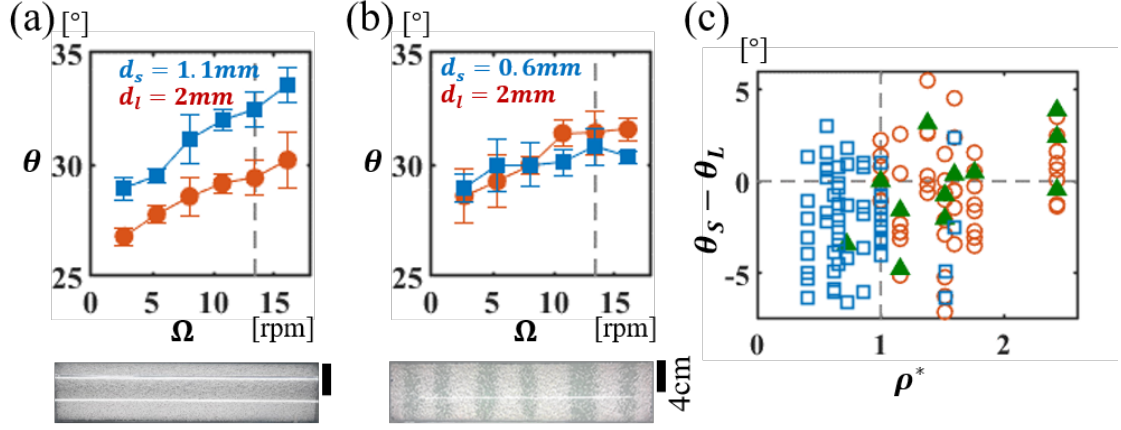 (a) [°]
35
30
25
θ
d_s = 1.1mm
d_l = 2mm
0 5 10 15
Ω [rpm]
(b) [°]
35
30
25
θ
d_s = 0.6mm
d_l = 2mm
0 5 10 15
Ω [rpm]
4cm
(c)
[°]
5
0
-5
θ_S − θ_L
0 1 2
ρ*